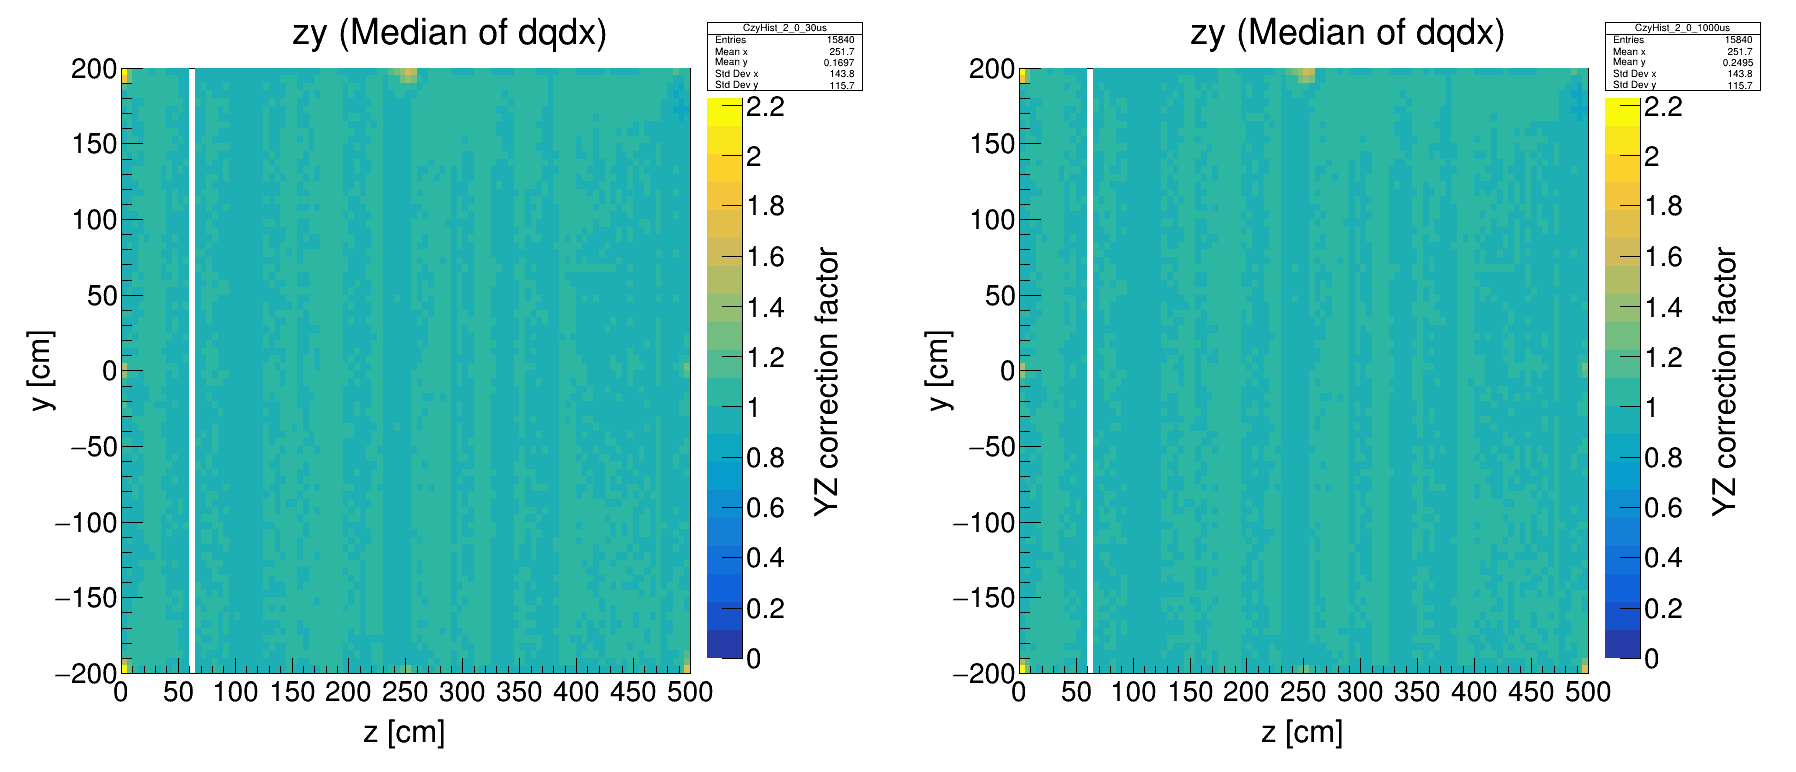 zy (Median of dqdx)
CzyHist_2_0_30us
Entries 15840
Mean x 251.7
Mean y 0.1697
Std Dev x 143.8
Std Dev y 115.7
200
150
100
50
0
−50
−100
−150
−200
y [cm]
0 50 100 150 200 250 300 350 400 450 500
z [cm]
2.2
2
1.8
1.6
1.4
1.2
1
0.8
0.6
0.4
0.2
0
YZ correction factor
zy (Median of dqdx)
CzyHist_2_0_1000us
Entries 15840
Mean x 251.7
Mean y 0.2495
Std Dev x 143.8
Std Dev y 115.7
200
150
100
50
0
−50
−100
−150
−200
y [cm]
0 50 100 150 200 250 300 350 400 450 500
z [cm]
2.2
2
1.8
1.6
1.4
1.2
1
0.8
0.6
0.4
0.2
0
YZ correction factor